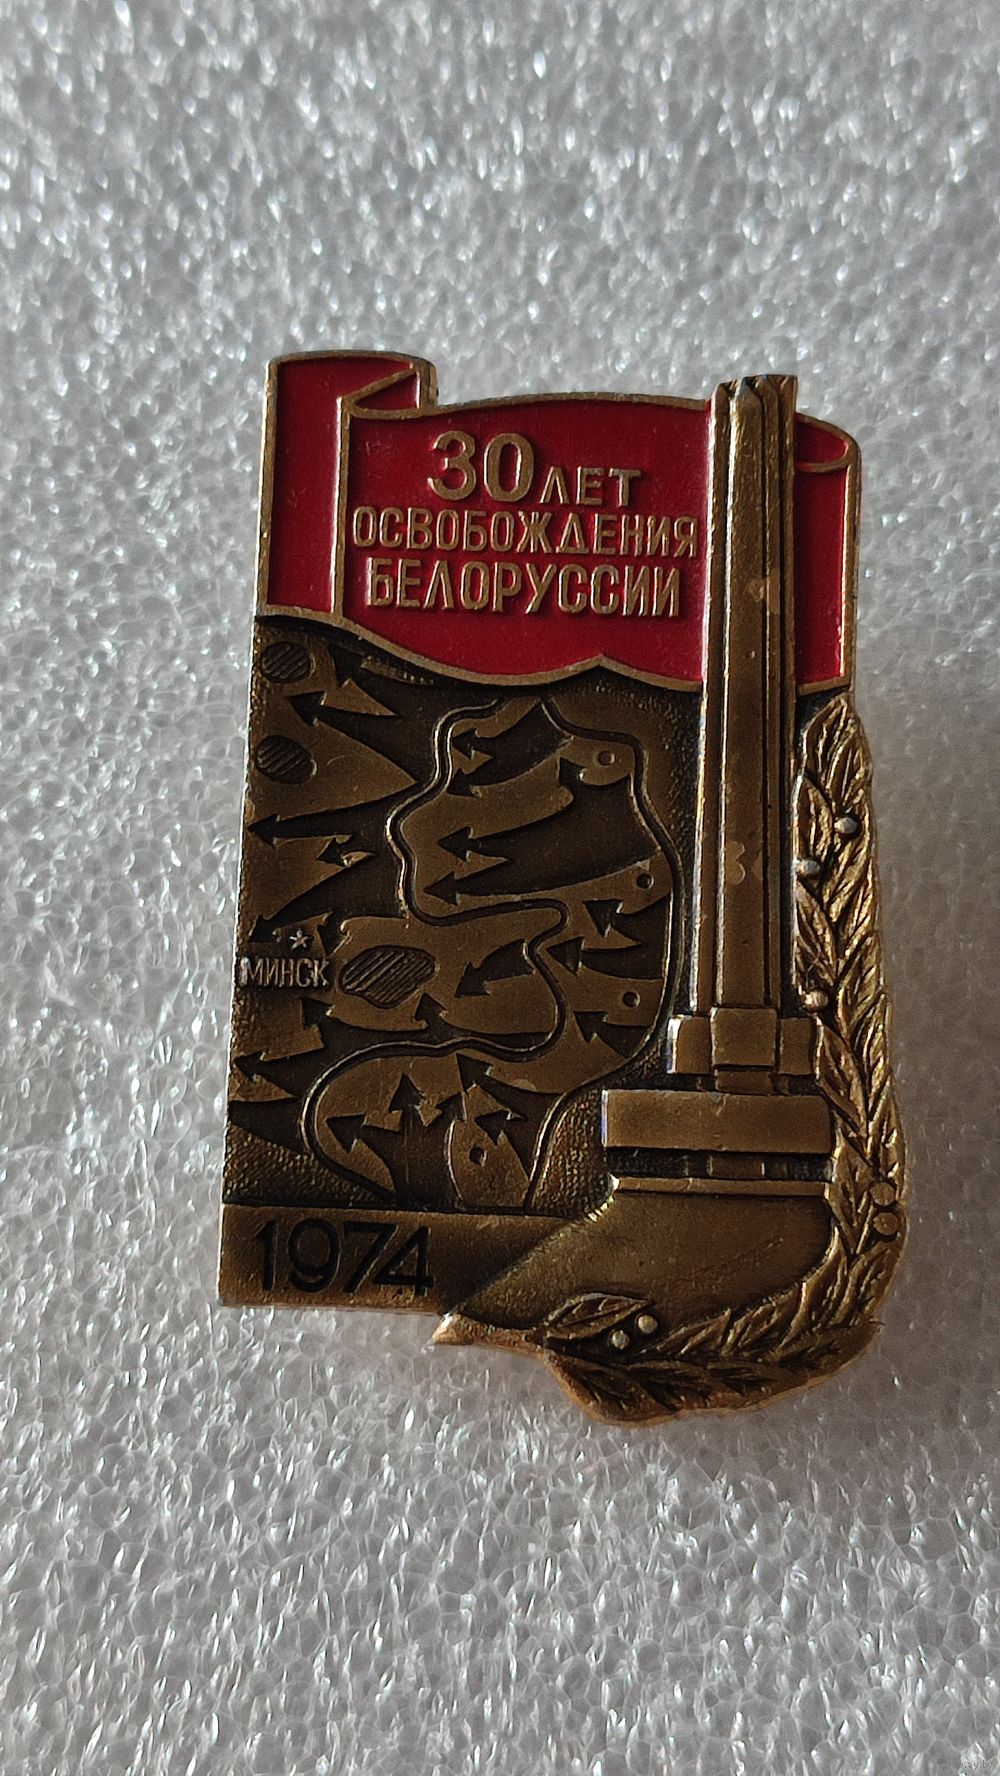 30 ЛЕТ
ОСВОБОЖДЕНИЯ
БЕЛОРУССИИ
МИНСК
1974